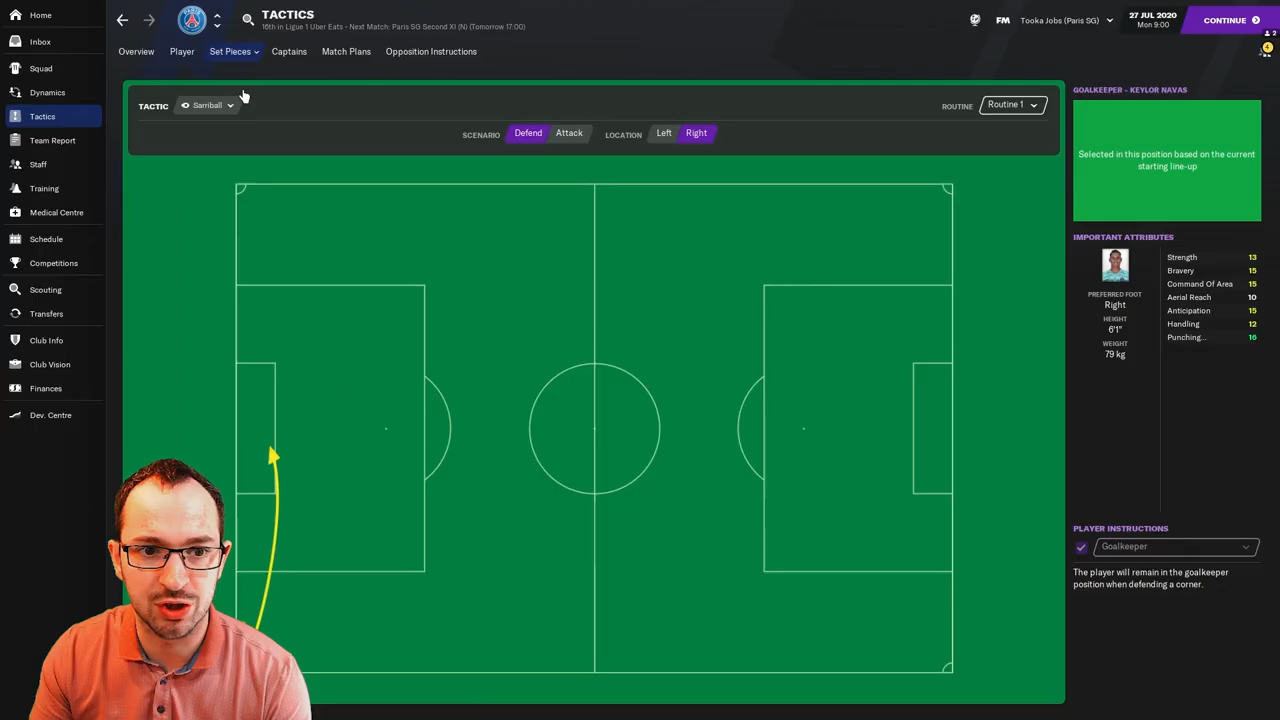 TACTICS
16th in Ligue 1 Uber Eats - Next Match: Paris SG Second XI (N) (Tomorrow 17:00)
FM
Tooka Jobs (Paris SG)
27 JUL 2020
Mon 9:00
CONTINUE
2
Overview
Player
Set Pieces
Captains
Match Plans
Opposition Instructions
Home
Inbox
Squad
Dynamics
Tactics
Team Report
Staff
Training
Medical Centre
Schedule
Competitions
Scouting
Transfers
Club Info
Club Vision
Finances
Dev. Centre
TACTIC
Sarriball
ROUTINE
Routine 1
SCENARIO
Defend
Attack
LOCATION
Left
Right
GOALKEEPER - KEYLOR NAVAS
Selected in this position based on the current
starting line-up
IMPORTANT ATTRIBUTES
PREFERRED FOOT
Right
HEIGHT
6'1"
WEIGHT
79 kg
Strength 13
Bravery 15
Command Of Area 15
Aerial Reach 10
Anticipation 15
Handling 12
Punching... 16
PLAYER INSTRUCTIONS
Goalkeeper
The player will remain in the goalkeeper
position when defending a corner.